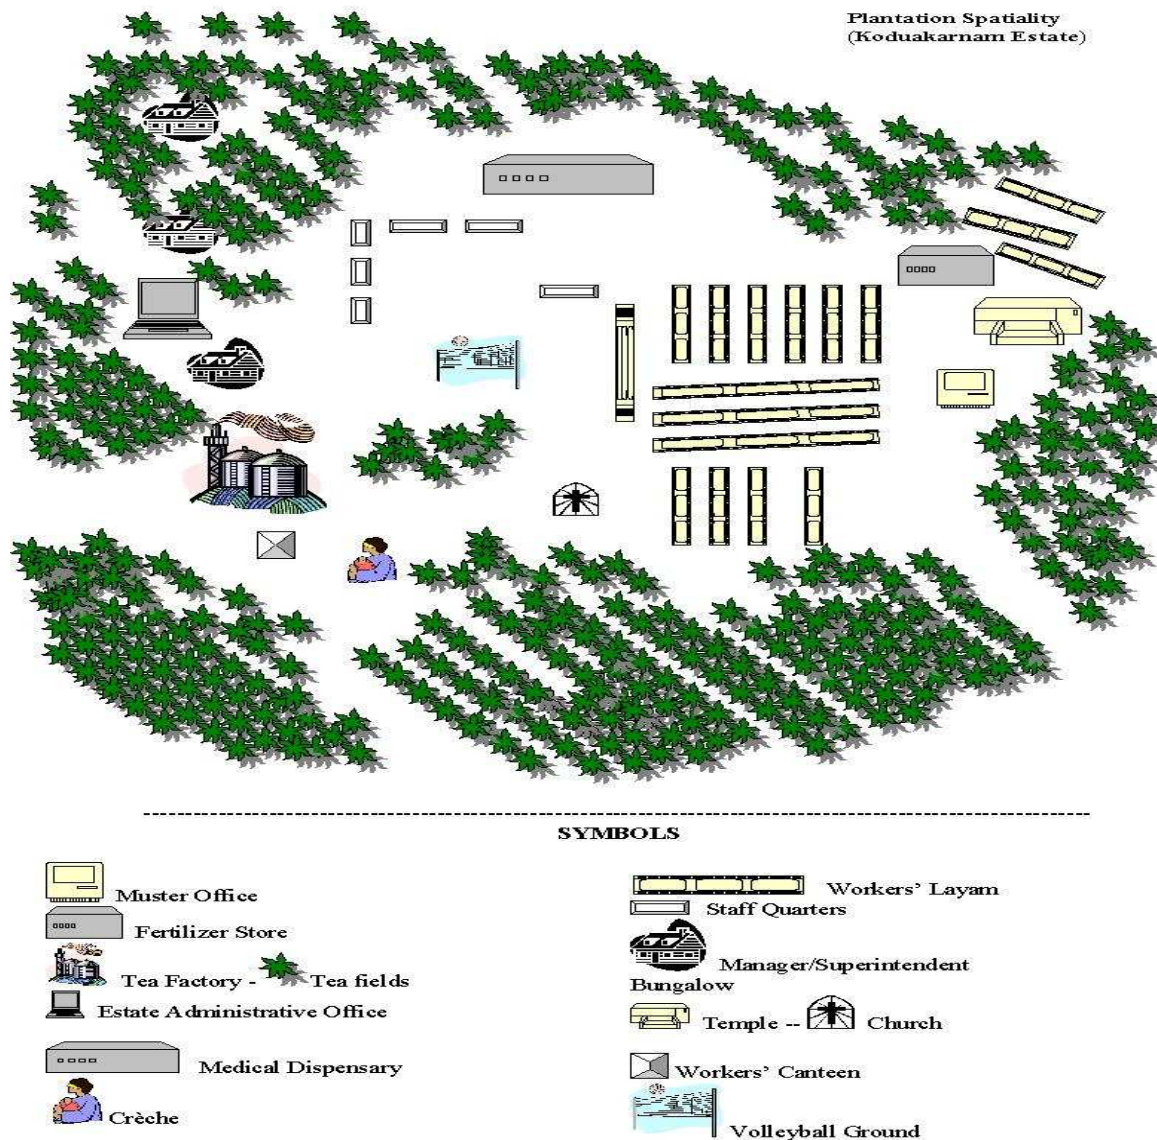 Plantation Spatiality
(Koduakarnam Estate)
SYMBOLS
Muster Office
Fertilizer Store
Tea Factory - Tea fields
Estate Administrative Office
Medical Dispensary
Crèche
Workers' Layam
Staff Quarters
Manager/Superintendent
Bungalow
Temple -- Church
Workers' Canteen
Volleyball Ground